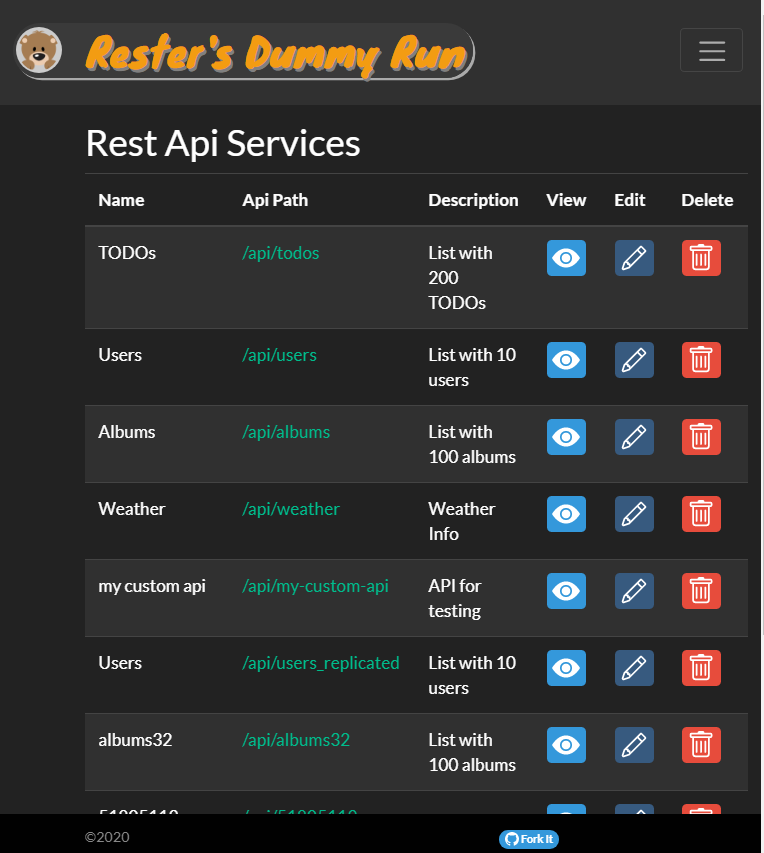 Rester's Dummy Run
Rest Api Services
Name Api Path Description View Edit Delete
TODOs /api/todos List with
200
TODOs
Users /api/users List with 10
users
Albums /api/albums List with
100 albums
Weather /api/weather Weather
Info
my custom api /api/my-custom-api API for
testing
Users /api/users_replicated List with 10
users
albums32 /api/albums32 List with
100 albums
©2020 Fork It